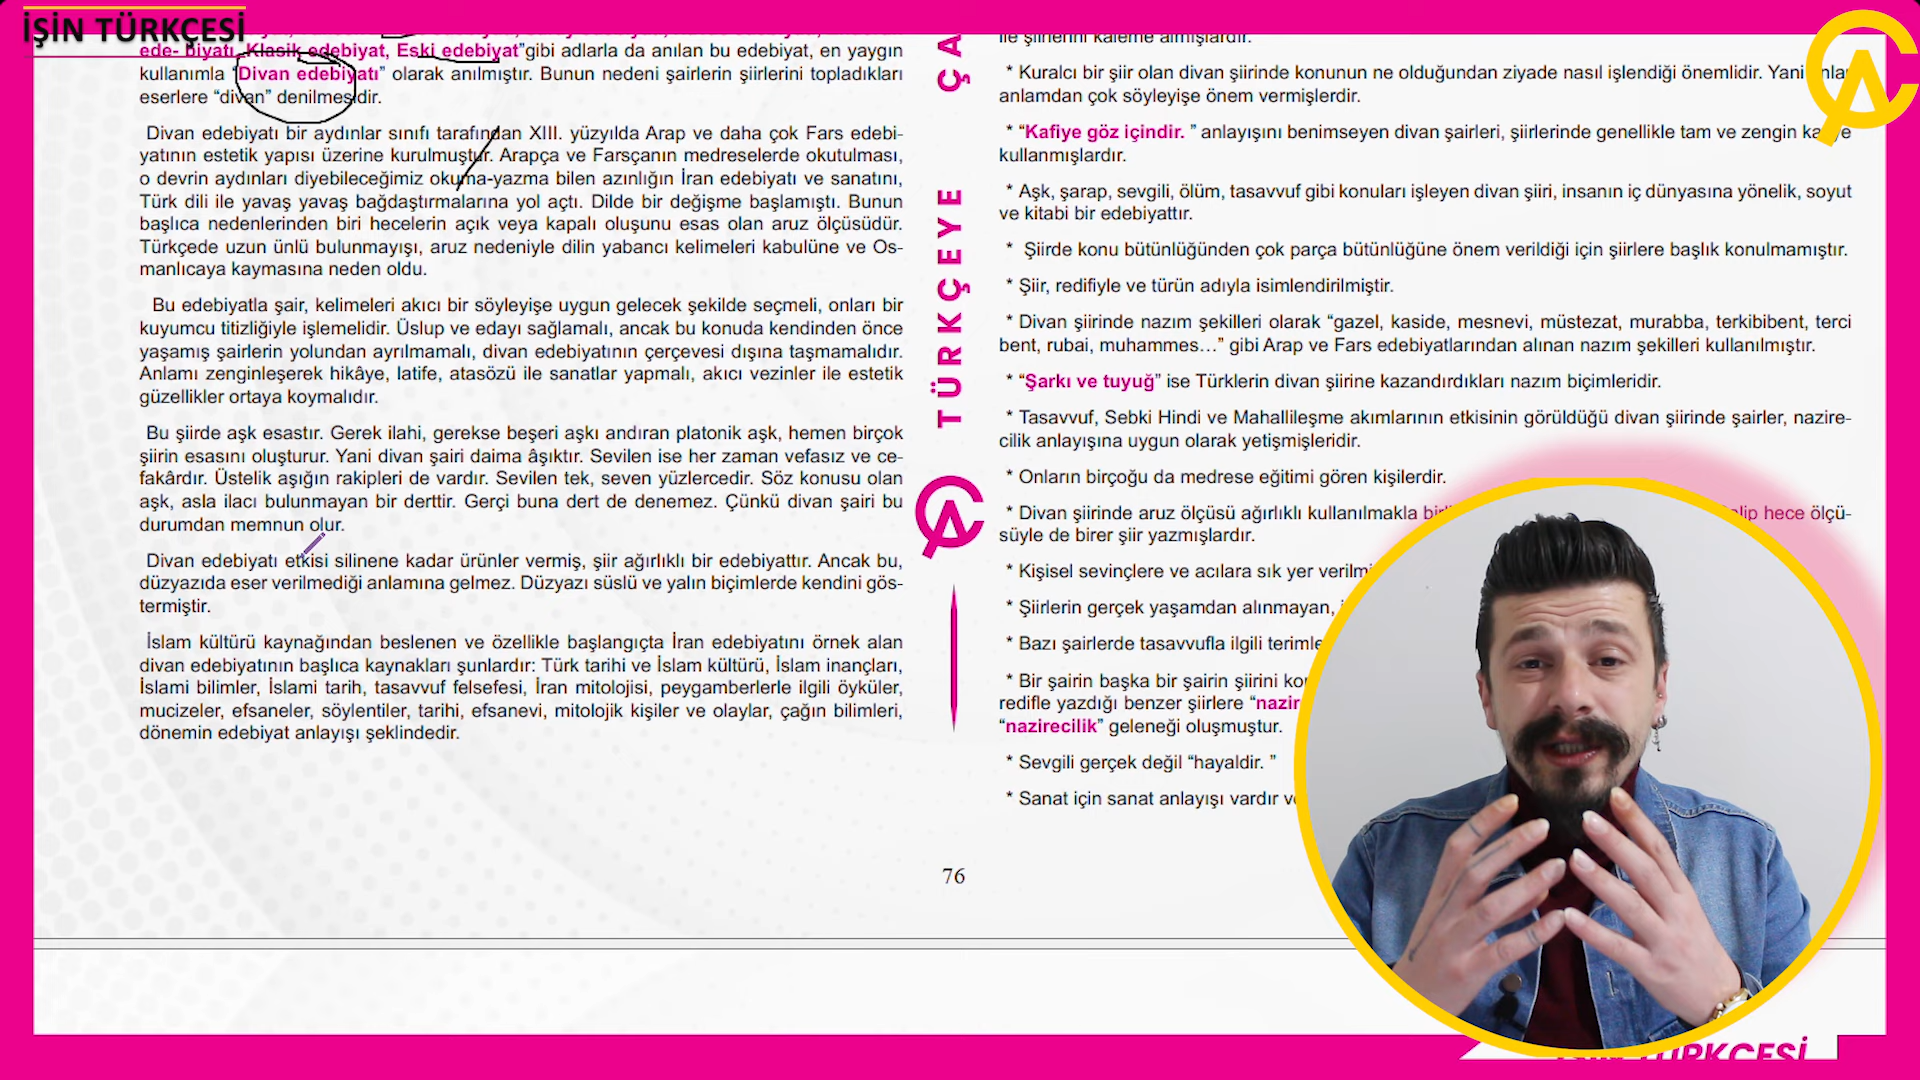 İŞİN TÜRKÇESİ
ede- biyatı, Klasik edebiyat, Eski edebiyat”gibi adlarla da anılan bu edebiyat, en yaygın
kullanımla “Divan edebiyatı” olarak anılmıştır. Bunun nedeni şairlerin şiirlerini topladıkları
eserlere “divan” denilmesidir.
Divan edebiyatı bir aydınlar sınıfı tarafından XIII. yüzyılda Arap ve daha çok Fars edebi-
yatının estetik yapısı üzerine kurulmuştur. Arapça ve Farsçanın medreselerde okutulması,
o devrin aydınları diyebileceğimiz okuma-yazma bilen azınlığın İran edebiyatı ve sanatını,
Türk dili ile yavaş yavaş bağdaştırmalarına yol açtı. Dilde bir değişme başlamıştı. Bunun
başlıca nedenlerinden biri hecelerin açık veya kapalı oluşunu esas olan aruz ölçüsüdür.
Türkçede uzun ünlü bulunmayışı, aruz nedeniyle dilin yabancı kelimeleri kabulüne ve Os-
manlıcaya kaymasına neden oldu.
Bu edebiyatla şair, kelimeleri akıcı bir söyleyişe uygun gelecek şekilde seçmeli, onları bir
kuyumcu titizliğiyle işlemelidir. Üslup ve edayı sağlamalı, ancak bu konuda kendinden önce
yaşamış şairlerin yolundan ayrılmamalı, divan edebiyatının çerçevesi dışına taşmamalıdır.
Anlamı zenginleşerek hikâye, latife, atasözü ile sanatlar yapmalı, akıcı vezinler ile estetik
güzellikler ortaya koymalıdır.
Bu şiirde aşk esastır. Gerek ilahi, gerekse beşeri aşkı andıran platonik aşk, hemen birçok
şiirin esasını oluşturur. Yani divan şairi daima âşıktır. Sevilen ise her zaman vefasız ve ce-
fakârdır. Üstelik aşığın rakipleri de vardır. Sevilen tek, seven yüzlercedir. Söz konusu olan
aşk, asla ilacı bulunmayan bir derttir. Gerçi buna dert de denemez. Çünkü divan şairi bu
durumdan memnun olur.
Divan edebiyatı etkisi silinene kadar ürünler vermiş, şiir ağırlıklı bir edebiyattır. Ancak bu,
düzyazıda eser verilmediği anlamına gelmez. Düzyazı süslü ve yalın biçimlerde kendini gös-
termiştir.
İslam kültürü kaynağından beslenen ve özellikle başlangıçta İran edebiyatını örnek alan
divan edebiyatının başlıca kaynakları şunlardır: Türk tarihi ve İslam kültürü, İslam inançları,
İslami bilimler, İslami tarih, tasavvuf felsefesi, İran mitolojisi, peygamberlerle ilgili öyküler,
mucizeler, efsaneler, söylentiler, tarihi, efsanevi, mitolojik kişiler ve olaylar, çağın bilimleri,
dönemin edebiyat anlayışı şeklindedir.
TÜRKÇEYE ÇA
ile şiirlerini kaleme almışlardır.
* Kuralcı bir şiir olan divan şiirinde konunun ne olduğundan ziyade nasıl işlendiği önemlidir. Yani
anlamdan çok söyleyişe önem vermişlerdir.
* “Kafiye göz içindir. ” anlayışını benimseyen divan şairleri, şiirlerinde genellikle tam ve zengin kafiye
kullanmışlardır.
* Aşk, şarap, sevgili, ölüm, tasavvuf gibi konuları işleyen divan şiiri, insanın iç dünyasına yönelik, soyut
ve kitabi bir edebiyattır.
* Şiirde konu bütünlüğünden çok parça bütünlüğüne önem verildiği için şiirlere başlık konulmamıştır.
* Şiir, redifiyle ve türün adıyla isimlendirilmiştir.
* Divan şiirinde nazım şekilleri olarak “gazel, kaside, mesnevi, müstezat, murabba, terkibibent, terci
bent, rubai, muhammes…” gibi Arap ve Fars edebiyatlarından alınan nazım şekilleri kullanılmıştır.
* “Şarkı ve tuyuğ” ise Türklerin divan şiirine kazandırdıkları nazım biçimleridir.
* Tasavvuf, Sebki Hindi ve Mahallileşme akımlarının etkisinin görüldüğü divan şiirinde şairler, nazire-
cilik anlayışına uygun olarak yetişmişleridir.
* Onların birçoğu da medrese eğitimi gören kişilerdir.
* Divan şiirinde aruz ölçüsü ağırlıklı kullanılmakla hece ölçü-
süyle de birer şiir yazmışlardır.
* Kişisel sevinçlere ve acılara sık yer
* Şiirlerin gerçek yaşamdan alınmayan,
* Bazı şairlerde tasavvufla ilgili
* Bir şairin başka bir şairin şiirini
redifle yazdığı benzer şiirlere
“nazirecilik” geleneği oluşmuştur.
* Sevgili gerçek değil “hayaldir. ”
* Sanat için sanat anlayışı vardır
76
İŞİN TÜRKÇESİ